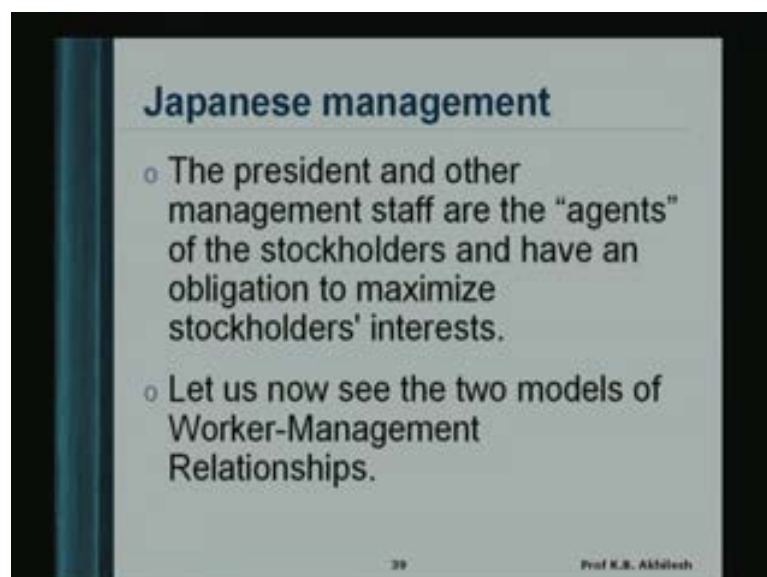 Japanese management
o The president and other
management staff are the “agents”
of the stockholders and have an
obligation to maximize
stockholders' interests.
o Let us now see the two models of
Worker-Management
Relationships.
39
Prof K.B. Akhilesh